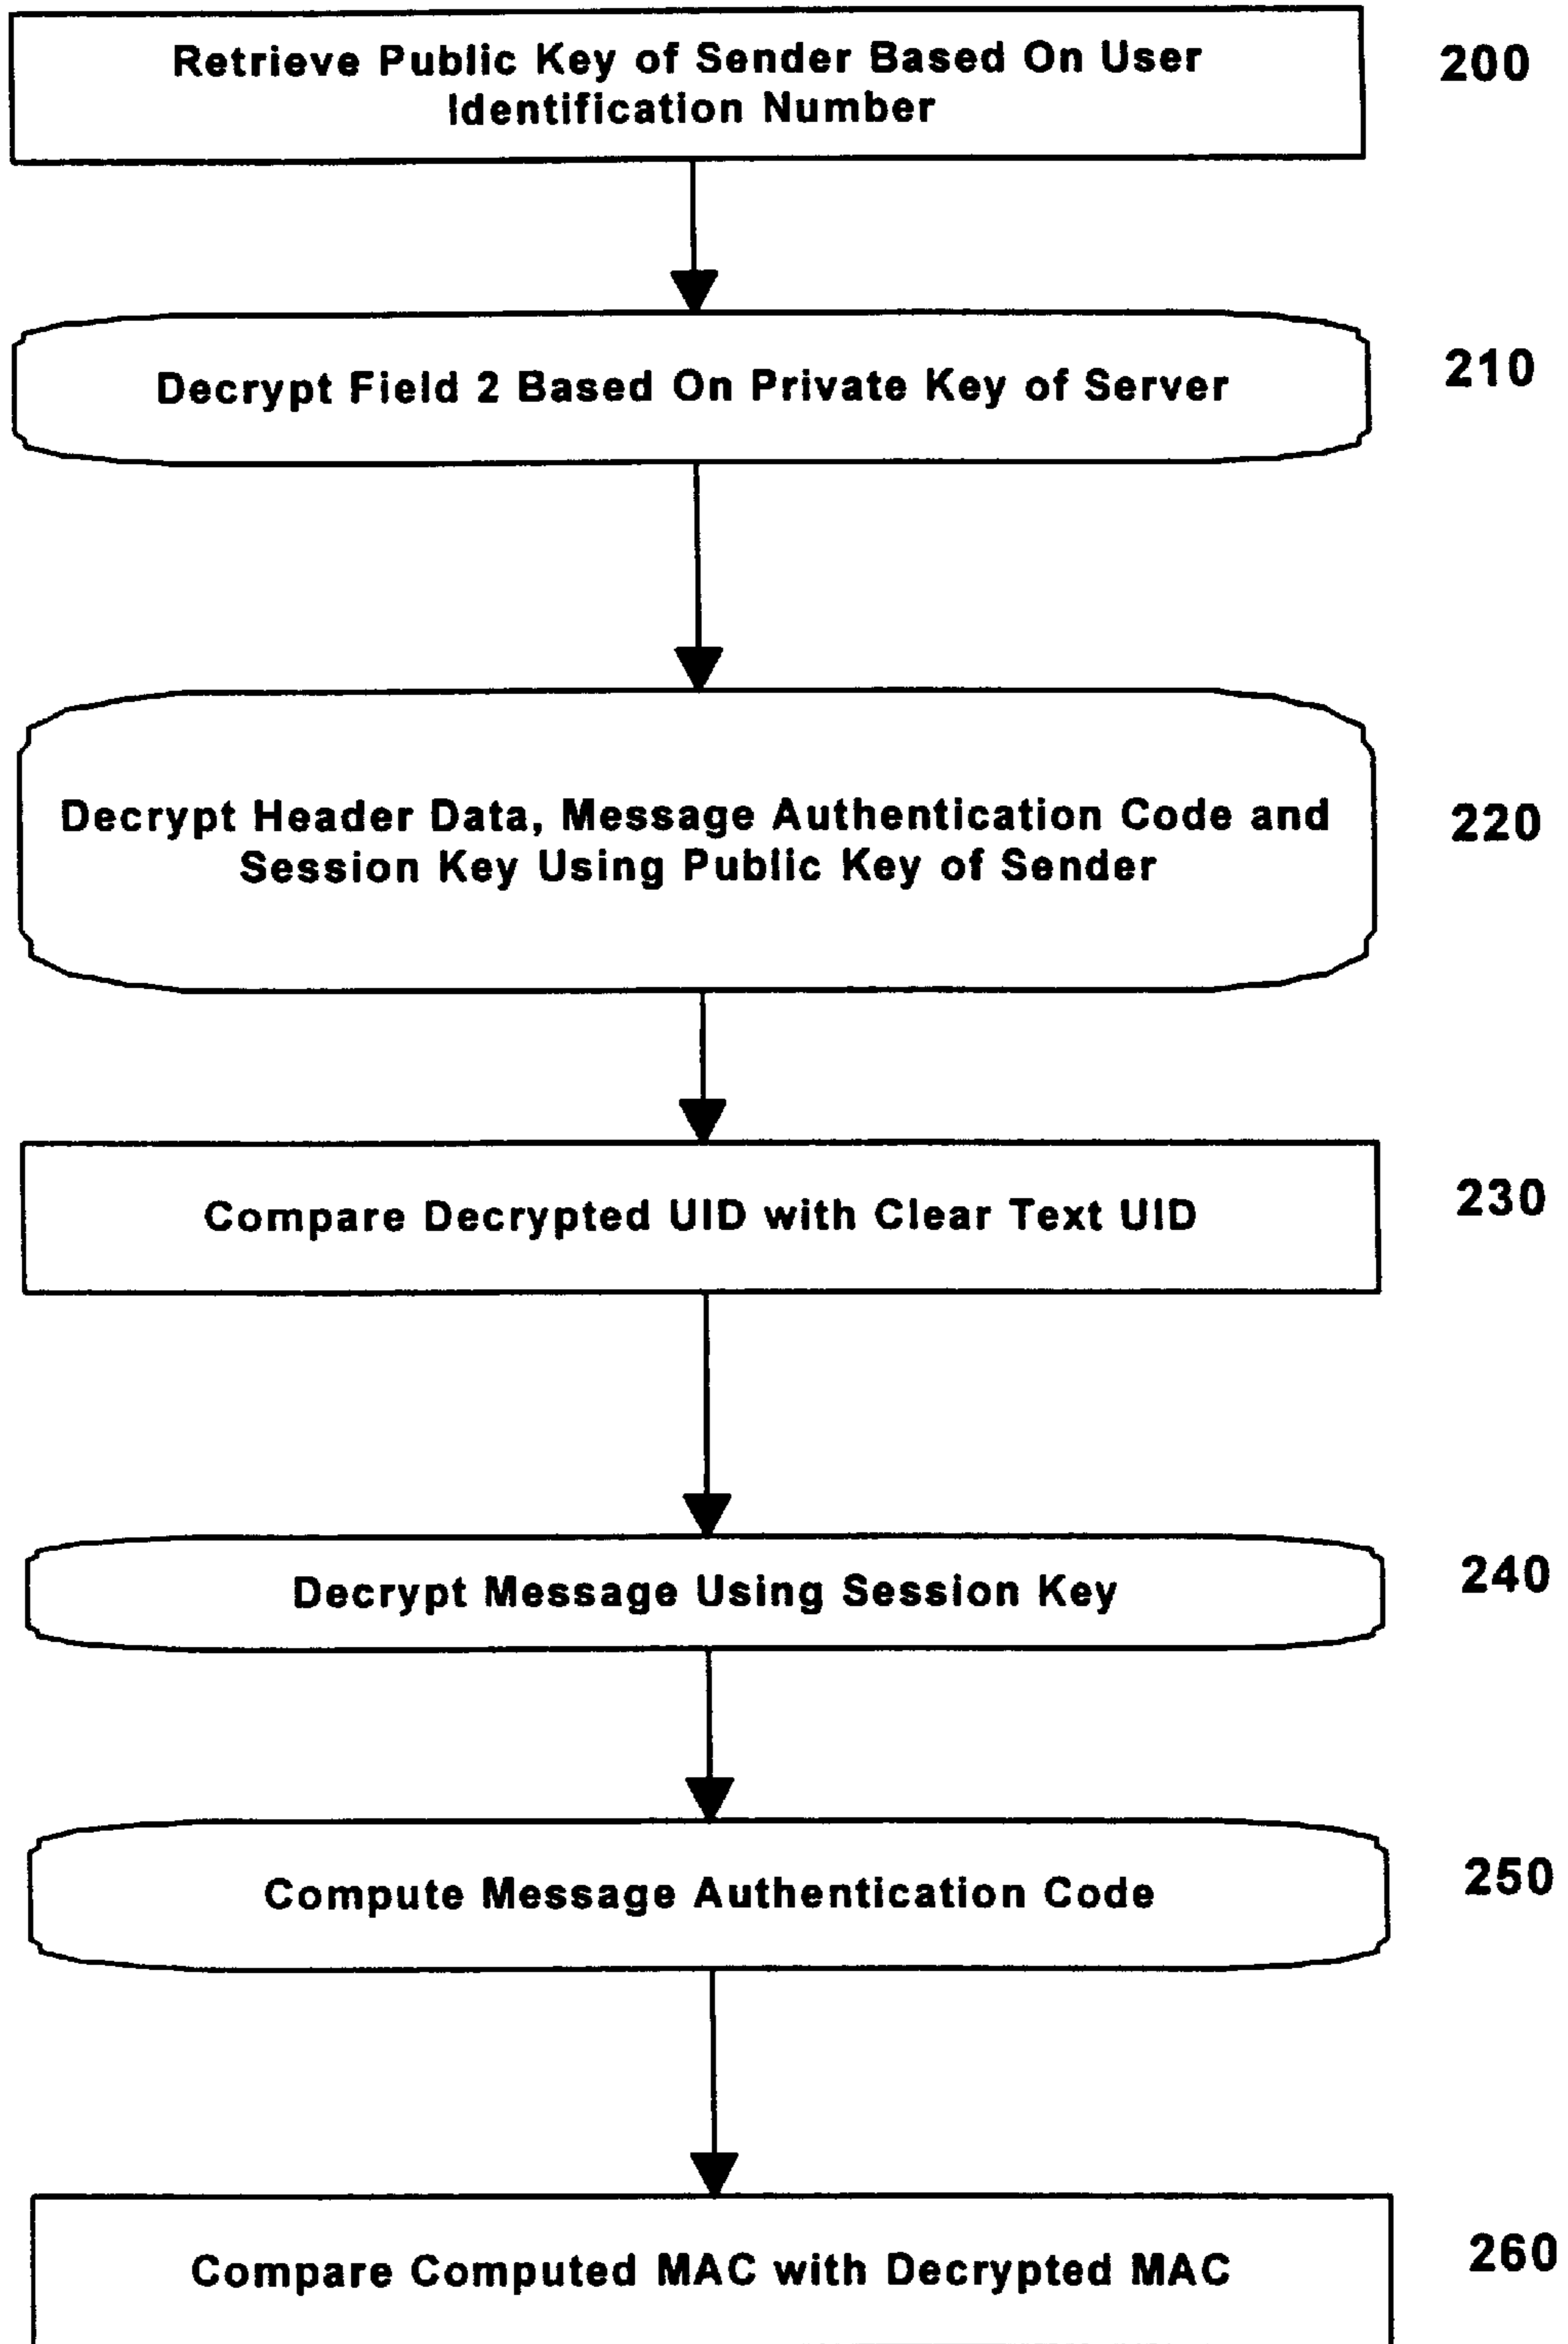 Retrieve Public Key of Sender Based On User
Identification Number
200
Decrypt Field 2 Based On Private Key of Server
210
Decrypt Header Data, Message Authentication Code and
Session Key Using Public Key of Sender
220
Compare Decrypted UID with Clear Text UID
230
Decrypt Message Using Session Key
240
Compute Message Authentication Code
250
Compare Computed MAC with Decrypted MAC
260